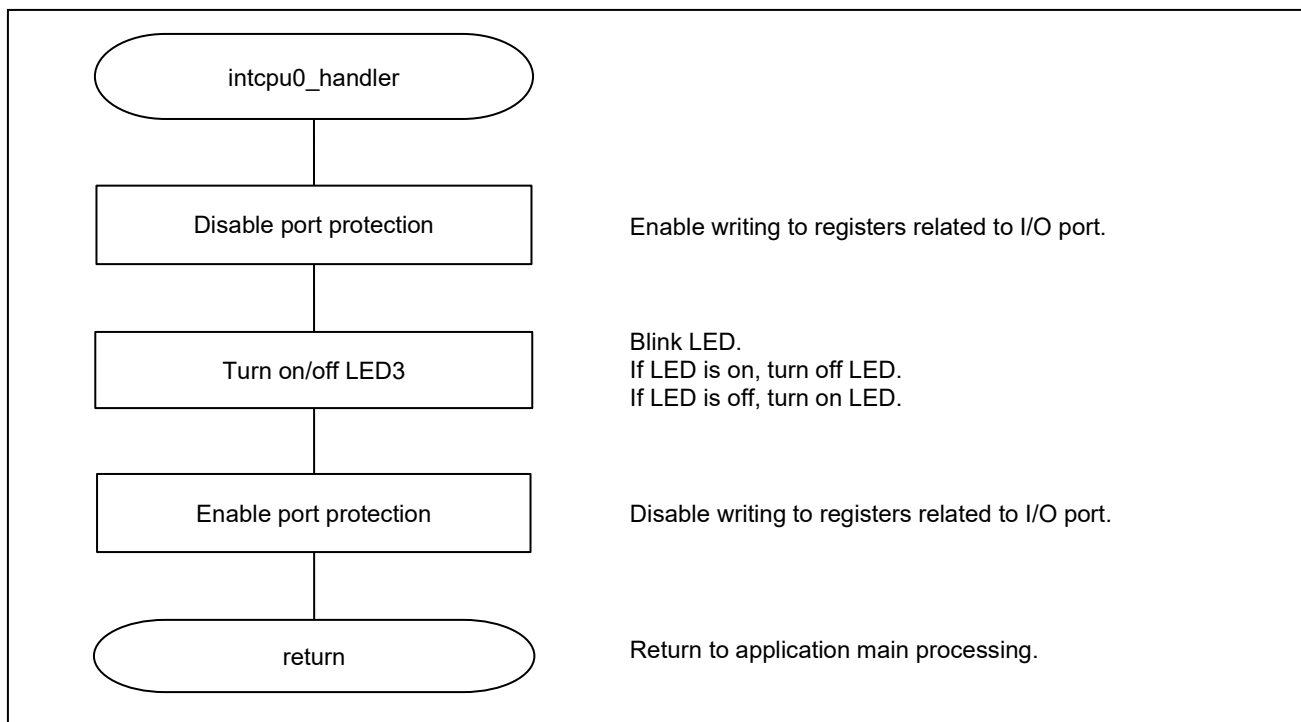 intcpu0_handler
Disable port protection
Enable writing to registers related to I/O port.
Turn on/off LED3
Blink LED.
If LED is on, turn off LED.
If LED is off, turn on LED.
Enable port protection
Disable writing to registers related to I/O port.
return
Return to application main processing.